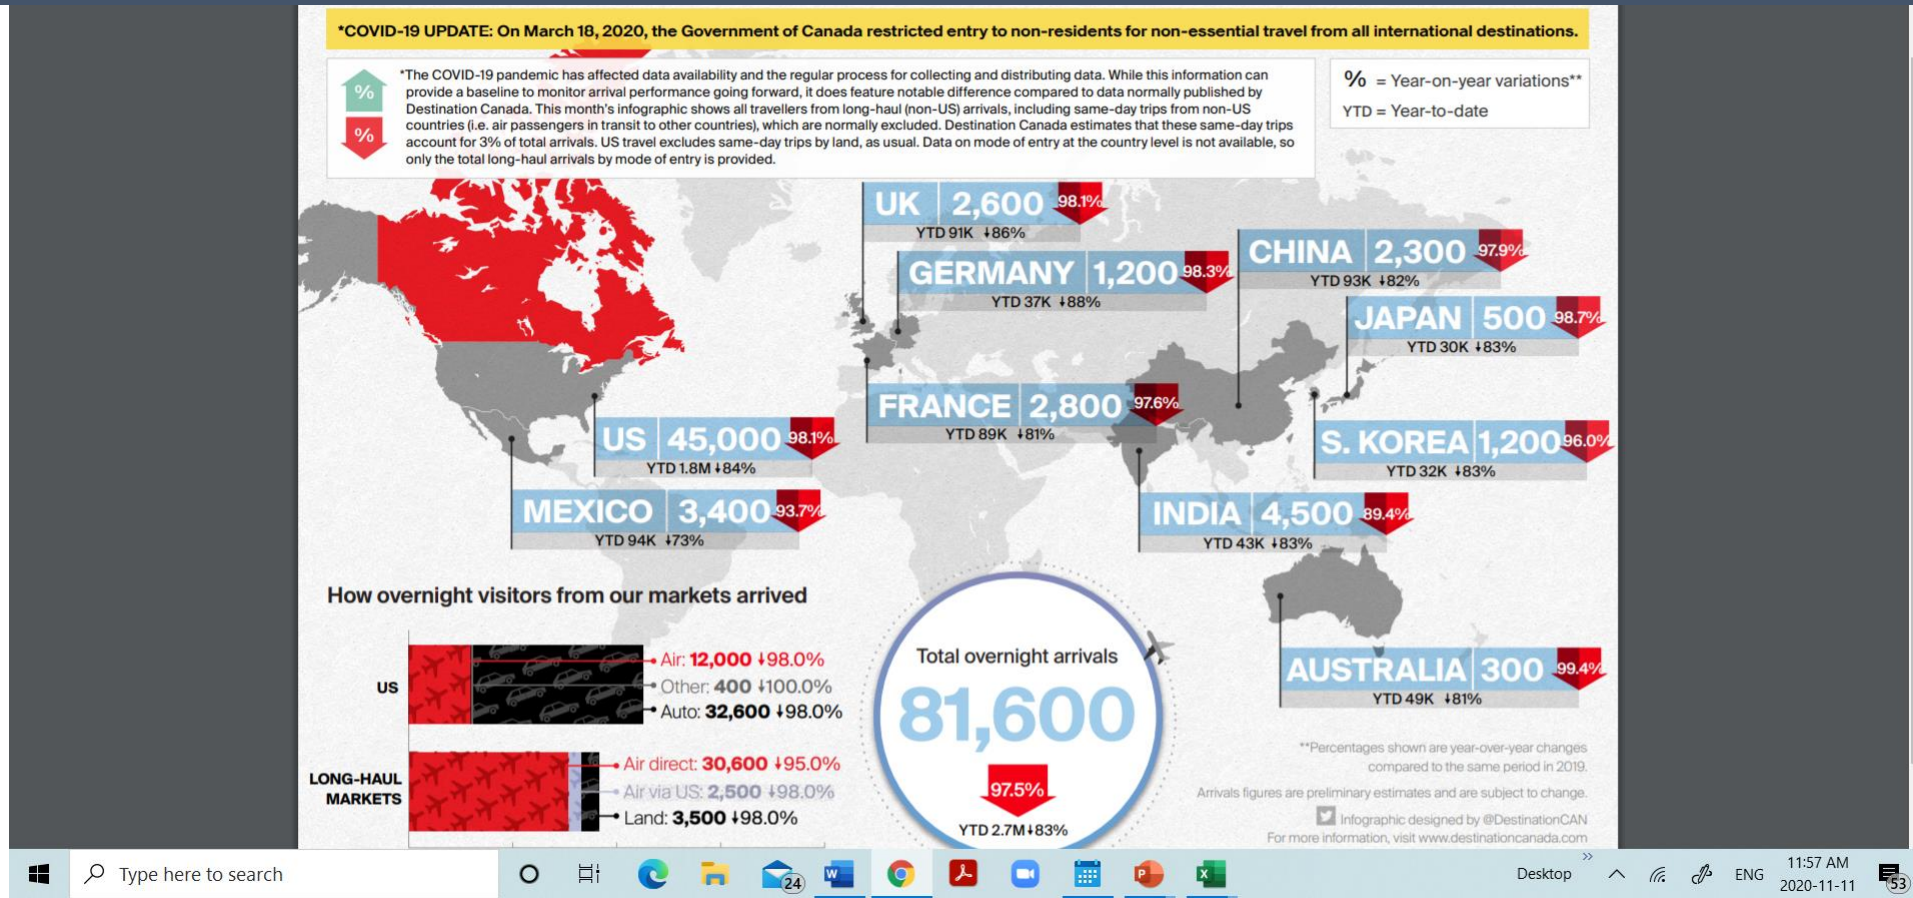 *COVID-19 UPDATE: On March 18, 2020, the Government of Canada restricted entry to non-residents for non-essential travel from all international destinations.
%
%
*The COVID-19 pandemic has affected data availability and the regular process for collecting and distributing data. While this information can
provide a baseline to monitor arrival performance going forward, it does feature notable difference compared to data normally published by
Destination Canada. This month's infographic shows all travellers from long-haul (non-US) arrivals, including same-day trips from non-US
countries (i.e. air passengers in transit to other countries), which are normally excluded. Destination Canada estimates that these same-day trips
account for 3% of total arrivals. US travel excludes same-day trips by land, as usual. Data on mode of entry at the country level is not available, so
only the total long-haul arrivals by mode of entry is provided.
% = Year-on-year variations**
YTD = Year-to-date
UK 2,600 98.1%
YTD 91K ↓86%
GERMANY 1,200 98.3%
YTD 37K ↓88%
CHINA 2,300 97.9%
YTD 93K ↓82%
JAPAN 500 98.7%
YTD 30K ↓83%
FRANCE 2,800 97.6%
YTD 89K ↓81%
US 45,000 98.1%
YTD 1.8M ↓84%
S. KOREA 1,200 96.0%
YTD 32K ↓83%
MEXICO 3,400 93.7%
YTD 94K ↓73%
INDIA 4,500 89.4%
YTD 43K ↓83%
AUSTRALIA 300 99.4%
YTD 49K ↓81%
How overnight visitors from our markets arrived
US
Air: 12,000 ↓98.0%
Other: 400 ↓100.0%
Auto: 32,600 ↓98.0%
LONG-HAUL
MARKETS
Air direct: 30,600 ↓95.0%
Air via US: 2,500 ↓98.0%
Land: 3,500 ↓98.0%
Total overnight arrivals
81,600
97.5%
YTD 2.7M ↓83%
**Percentages shown are year-over-year changes
compared to the same period in 2019.
Arrivals figures are preliminary estimates and are subject to change.
Infographic designed by @DestinationCAN
For more information, visit www.destinationcanada.com
Type here to search
24
W
P
X
Desktop
ENG
11:57 AM
2020-11-11
53